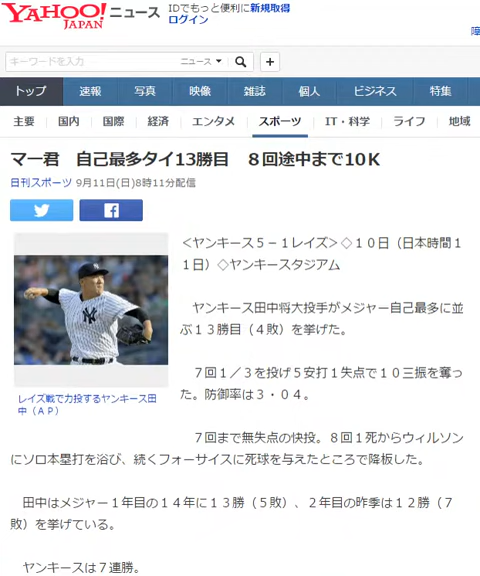 YAHOO! ニュース IDでもっと便利に新規取得
JAPAN ログイン
キーワードを入力 ニュース
トップ 速報 写真 映像 雑誌 個人 ビジネス 特集
主要 国内 国際 経済 エンタメ スポーツ IT・科学 ライフ 地域
マー君 自己最多タイ13勝目 8回途中まで10K
日刊スポーツ 9月11日(日)8時11分配信
<ヤンキース5-1レイズ>◇10日(日本時間1
1日)◇ヤンキースタジアム
ヤンキース田中将大投手がメジャー自己最多に並
ぶ13勝目(4敗)を挙げた。
7回1/3を投げ5安打1失点で10三振を奪っ
た。防御率は3・04。
レイズ戦で力投するヤンキース田
中(AP)
7回まで無失点の快投。8回1死からウィルソン
にソロ本塁打を浴び、続くフォーサイスに死球を与えたところで降板した。
田中はメジャー1年目の14年に13勝(5敗)、2年目の昨季は12勝(7
敗)を挙げている。
ヤンキースは7連勝。